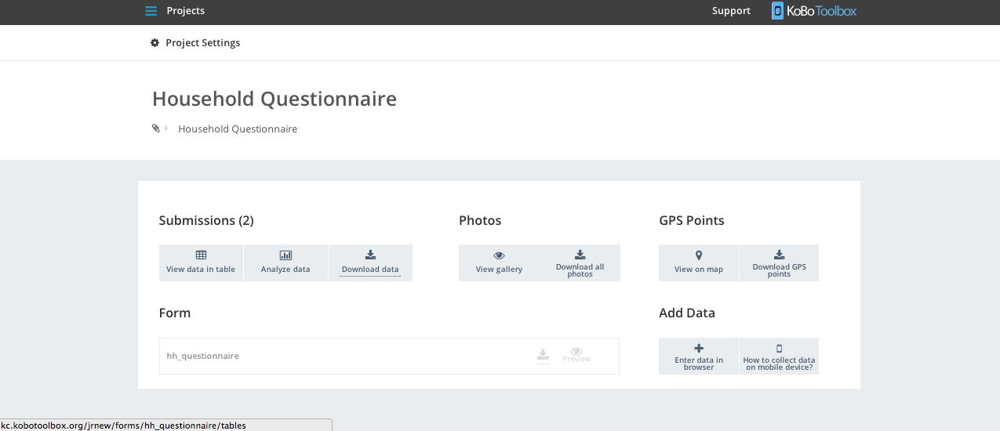 Projects
Support
KoBoToolbox
Project Settings
Household Questionnaire
Household Questionnaire
Submissions (2)
View data in table
Analyze data
Download data
Photos
View gallery
Download all
photos
GPS Points
View on map
Download GPS
points
Form
hh_questionnaire
Preview
Add Data
Enter data in
browser
How to collect data
on mobile device?
kc.kobotoolbox.org/jrnew/forms/hh_questionnaire/tables